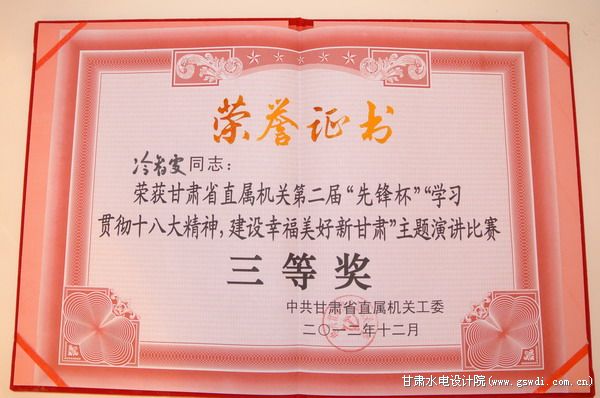 荣誉证书
同志：
荣获甘肃省直属机关第二届“先锋杯”“学习
贯彻十八大精神，建设幸福美好新甘肃”主题演讲比赛
三等奖
中共甘肃省直属机关工委
二〇一二年十二月
甘肃水电设计院(www.gswdi.com.cn)